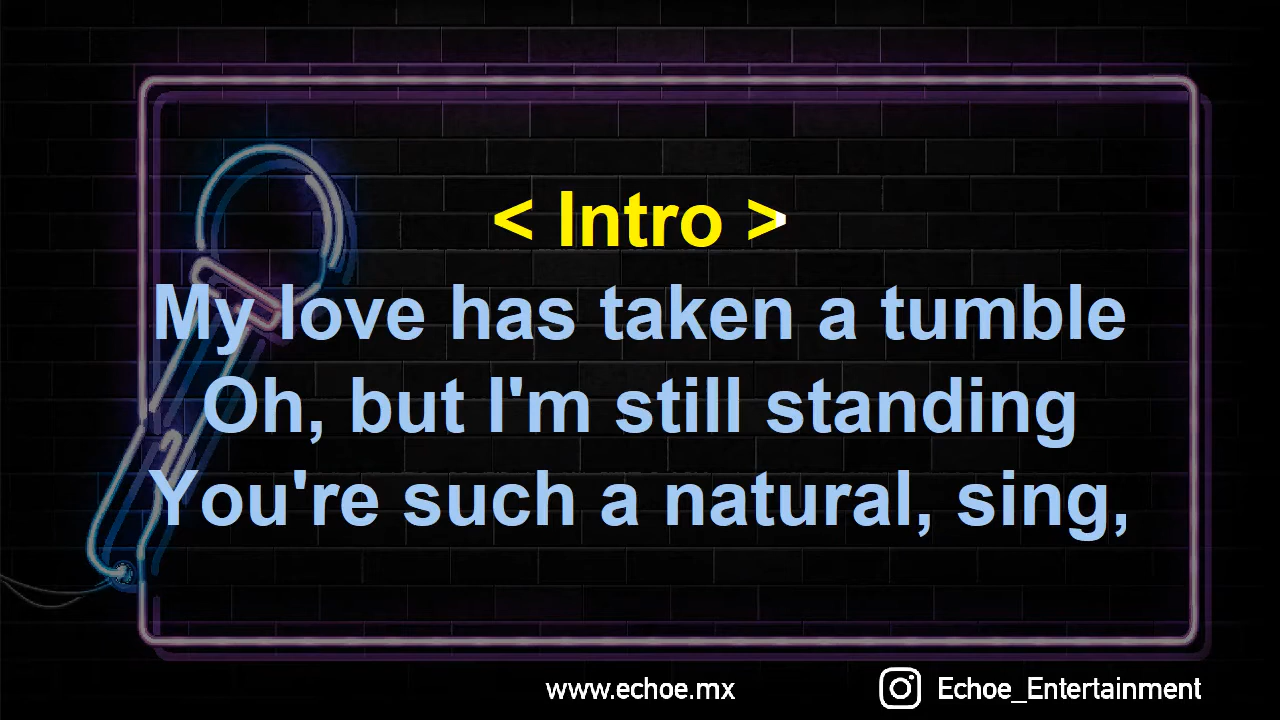 < Intro >
My love has taken a tumble
Oh, but I'm still standing
You're such a natural, sing,
www.echoe.mx
Echoe_Entertainment